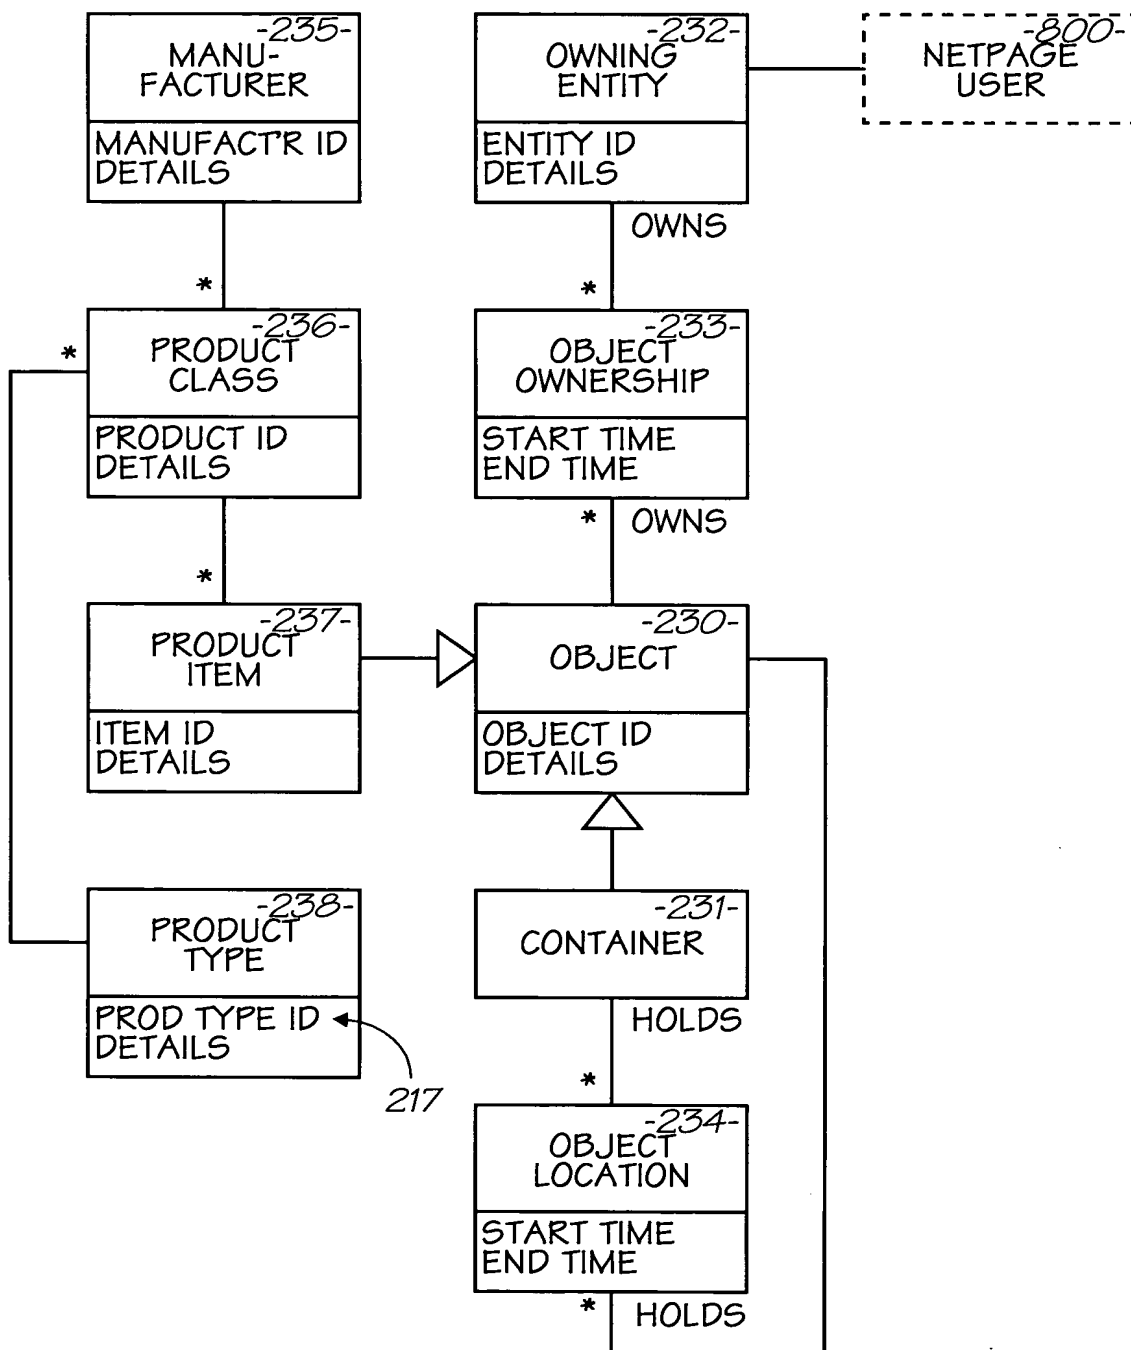 -235-
MANU-
FACTURER
MANUFACT'R ID
DETAILS
-232-
OWNING
ENTITY
ENTITY ID
DETAILS
-800-
NETPAGE
USER
OWNS
*
*
-236-
PRODUCT
CLASS
PRODUCT ID
DETAILS
*
-233-
OBJECT
OWNERSHIP
START TIME
END TIME
* OWNS
*
-237-
PRODUCT
ITEM
ITEM ID
DETAILS
-230-
OBJECT
OBJECT ID
DETAILS
-238-
PRODUCT
TYPE
PROD TYPE ID
DETAILS
217
-231-
CONTAINER
HOLDS
*
-234-
OBJECT
LOCATION
START TIME
END TIME
* HOLDS